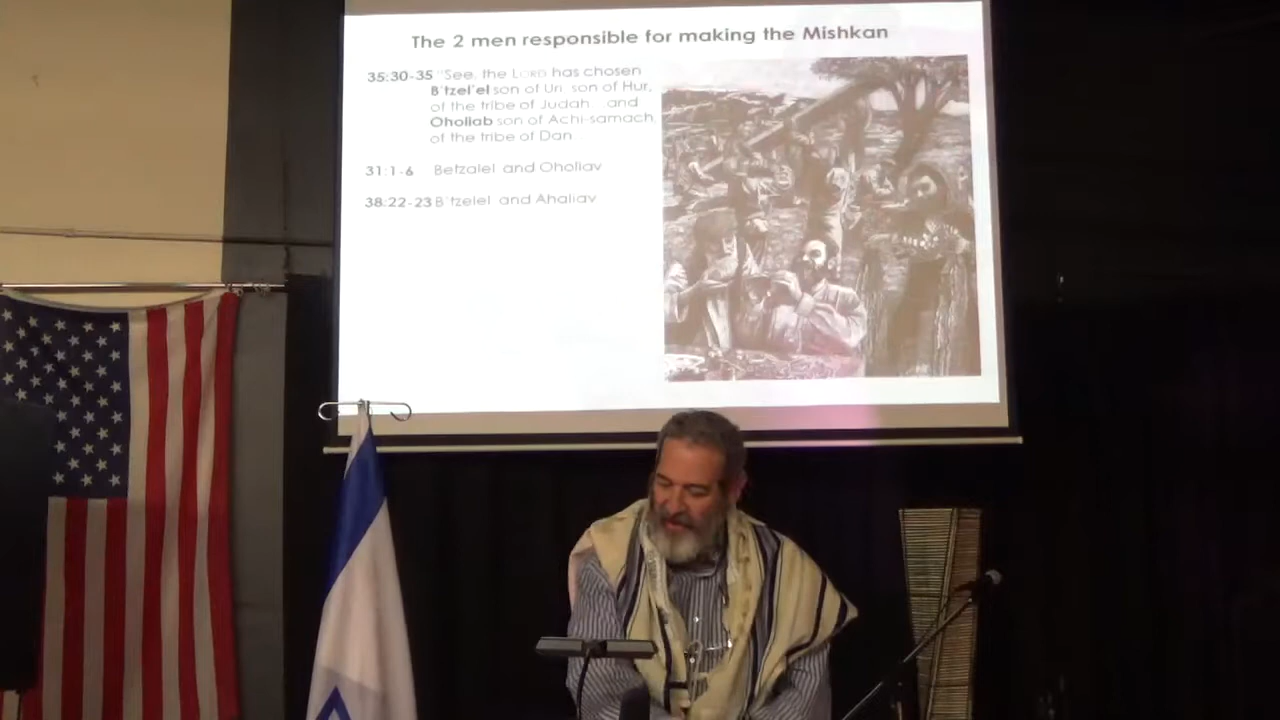 The 2 men responsible for making the Mishkan
35:30-35 "See, the LORD has chosen
B'tzel'el son of Uri son of Hur,
of the tribe of Judah ...and
Oholiab son of Achi-samach,
of the tribe of Dan
31:1-6 Betzalel and Oholiav
38:22-23 B'tzelel and Ahaliav